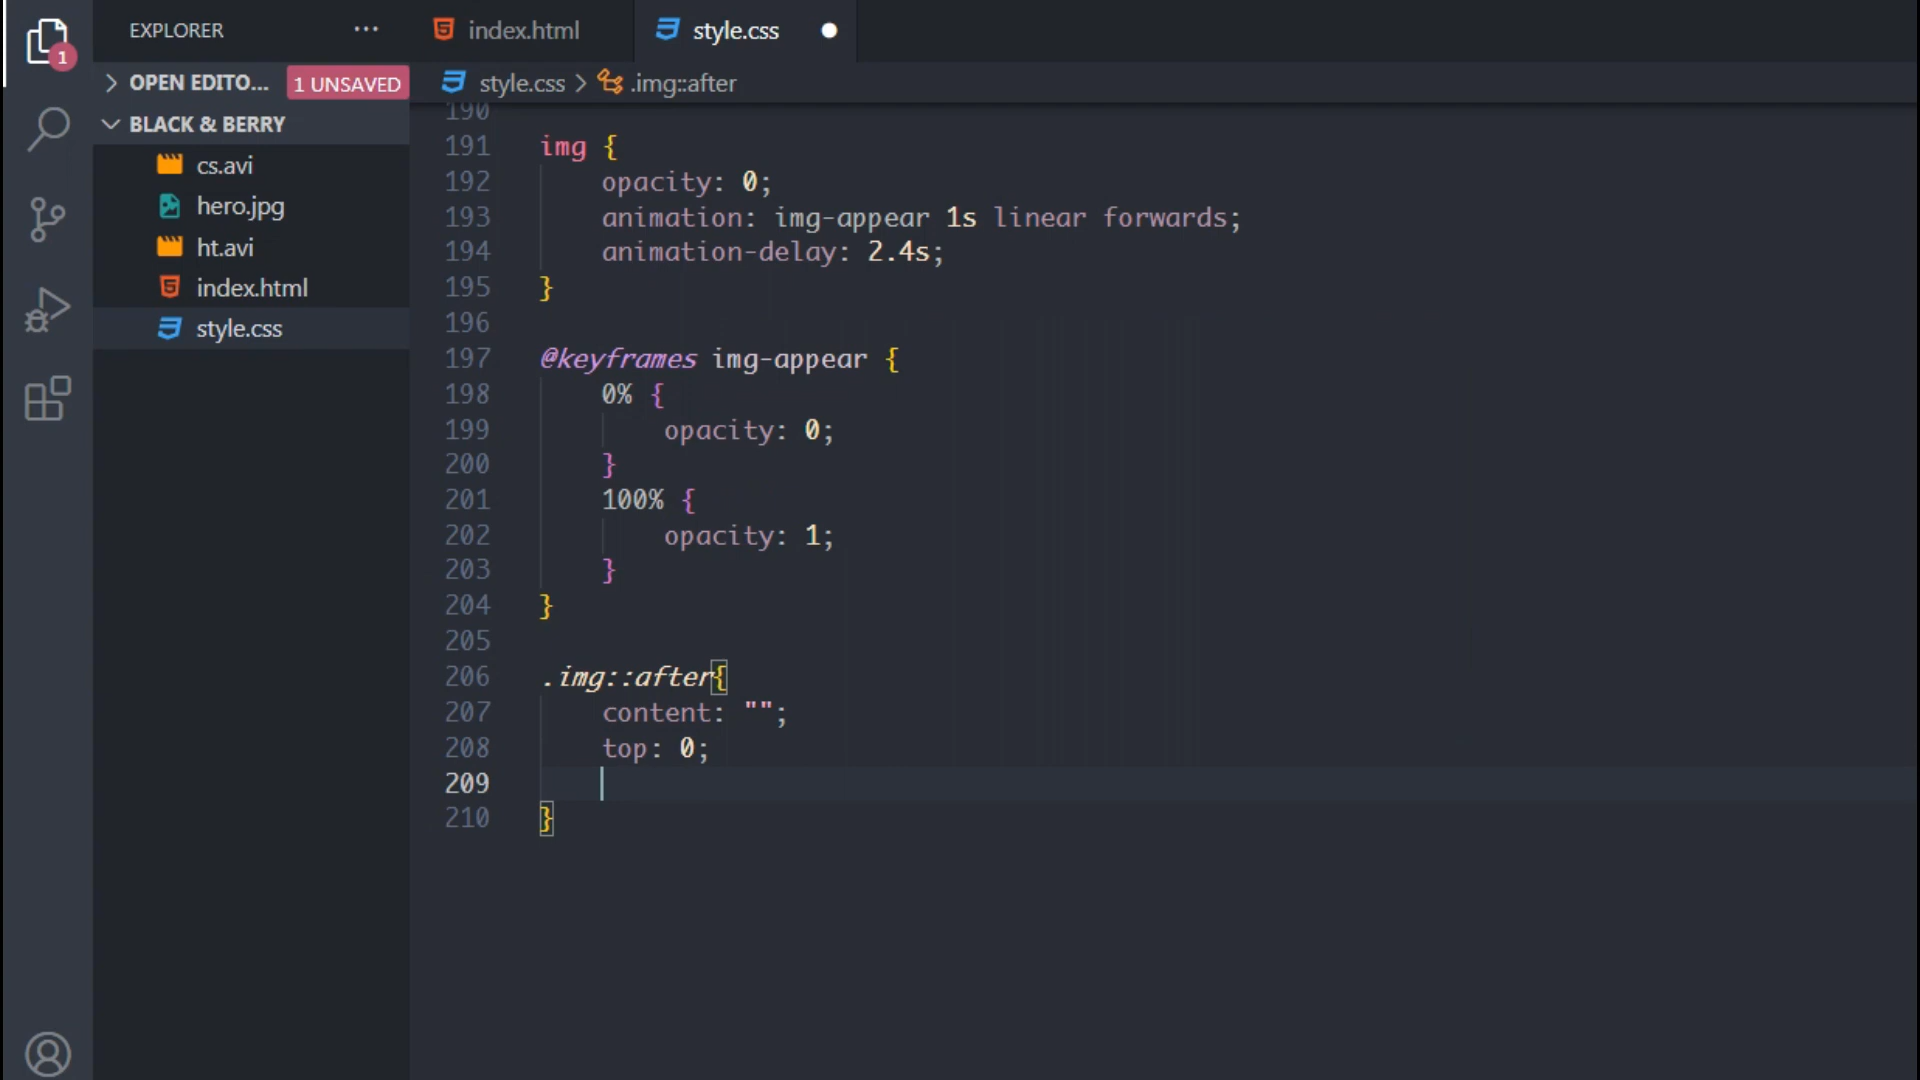 EXPLORER ···
1
OPEN EDITO... 1 UNSAVED
BLACK & BERRY
cs.avi
hero.jpg
ht.avi
index.html
style.css
index.html style.css
style.css > .img::after
190
191 img {
192 opacity: 0;
193 animation: img-appear 1s linear forwards;
194 animation-delay: 2.4s;
195 }
196
197 @keyframes img-appear {
198 0% {
199 opacity: 0;
200 }
201 100% {
202 opacity: 1;
203 }
204 }
205
206 .img::after{
207 content: "";
208 top: 0;
209
210 }